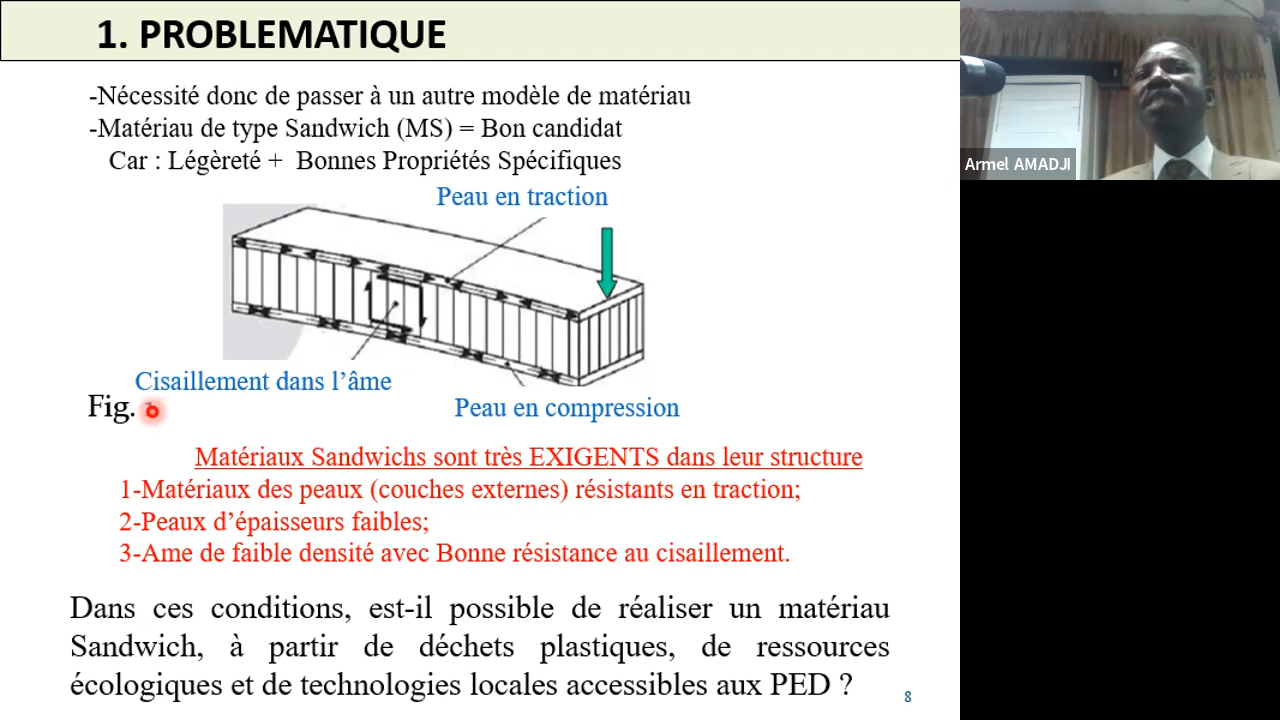 1. PROBLEMATIQUE
-Nécessité donc de passer à un autre modèle de matériau
-Matériau de type Sandwich (MS) = Bon candidat
Car : Légèreté + Bonnes Propriétés Spécifiques
Peau en traction
Cisaillement dans l’âme
Peau en compression
Fig.
Matériaux Sandwichs sont très EXIGENTS dans leur structure
1-Matériaux des peaux (couches externes) résistants en traction;
2-Peaux d’épaisseurs faibles;
3-Ame de faible densité avec Bonne résistance au cisaillement.
Dans ces conditions, est-il possible de réaliser un matériau
Sandwich, à partir de déchets plastiques, de ressources
écologiques et de technologies locales accessibles aux PED ?
8
Armel AMADJI